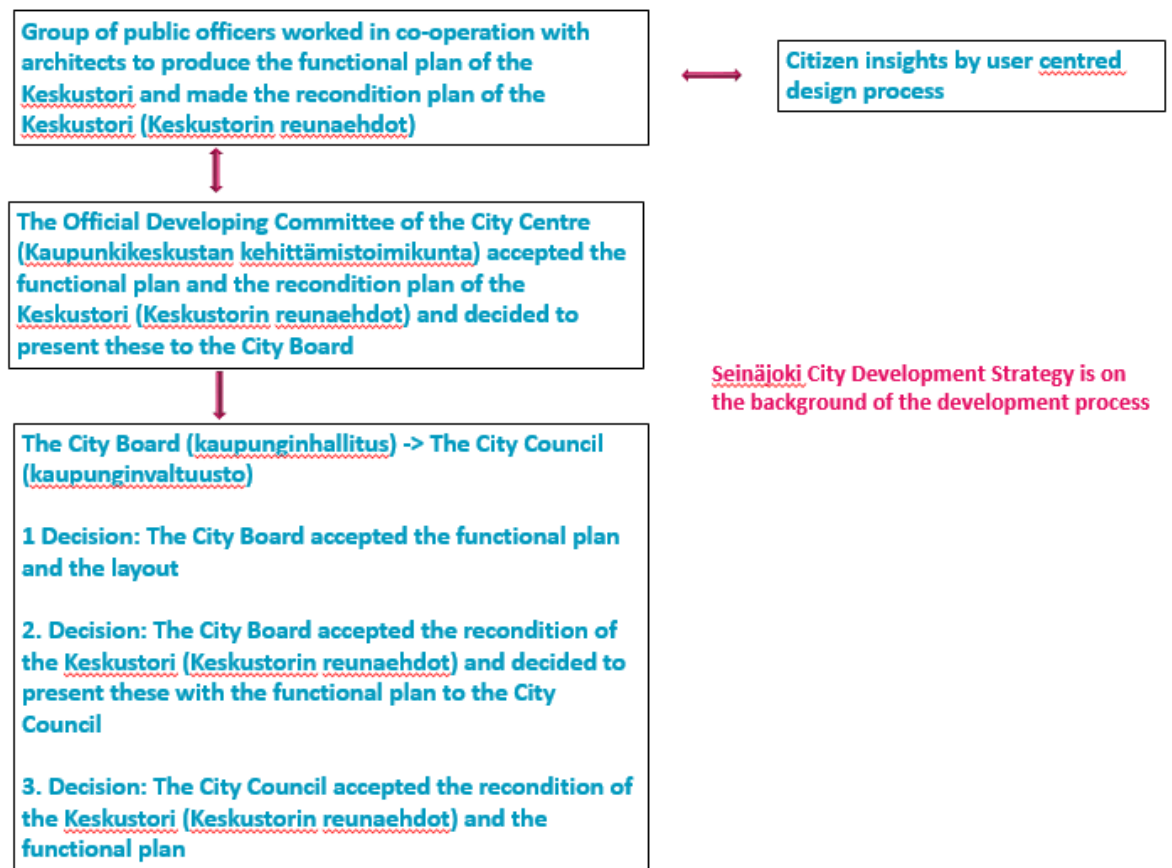 Group of public officers worked in co-operation with
architects to produce the functional plan of the
Keskustori and made the recondition plan of the
Keskustori (Keskustorin reunaehdot)
Citizen insights by user centred
design process
The Official Developing Committee of the City Centre
(Kaupunkikeskustan kehittämistoimikunta) accepted the
functional plan and the recondition plan of the
Keskustori (Keskustorin reunaehdot) and decided to
present these to the City Board
Seinäjoki City Development Strategy is on
the background of the development process
The City Board (kaupunginhallitus) -> The City Council
(kaupunginvaltuusto)
1 Decision: The City Board accepted the functional plan
and the layout
2. Decision: The City Board accepted the recondition of
the Keskustori (Keskustorin reunaehdot) and decided to
present these with the functional plan to the City
Council
3. Decision: The City Council accepted the recondition of
the Keskustori (Keskustorin reunaehdot) and the
functional plan